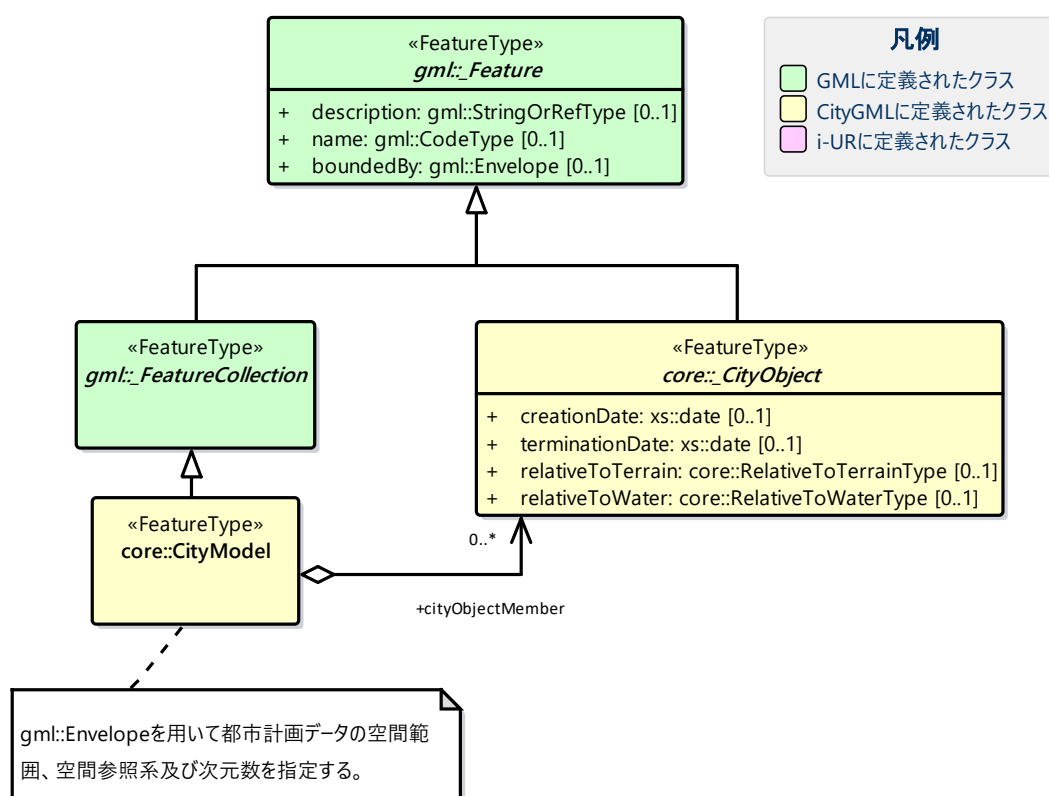 «FeatureType»
gml::_Feature
+ description: gml::StringOrRefType [0..1]
+ name: gml::CodeType [0..1]
+ boundedBy: gml::Envelope [0..1]
凡例
GMLに定義されたクラス
CityGMLに定義されたクラス
i-URに定義されたクラス
«FeatureType»
gml::_FeatureCollection
«FeatureType»
core::_CityObject
+ creationDate: xs::date [0..1]
+ terminationDate: xs::date [0..1]
+ relativeToTerrain: core::RelativeToTerrainType [0..1]
+ relativeToWater: core::RelativeToWaterType [0..1]
«FeatureType»
core::CityModel
0..*
+cityObjectMember
gml::Envelopeを用いて都市計画データの空間範
囲、空間参照系及び次元数を指定する。